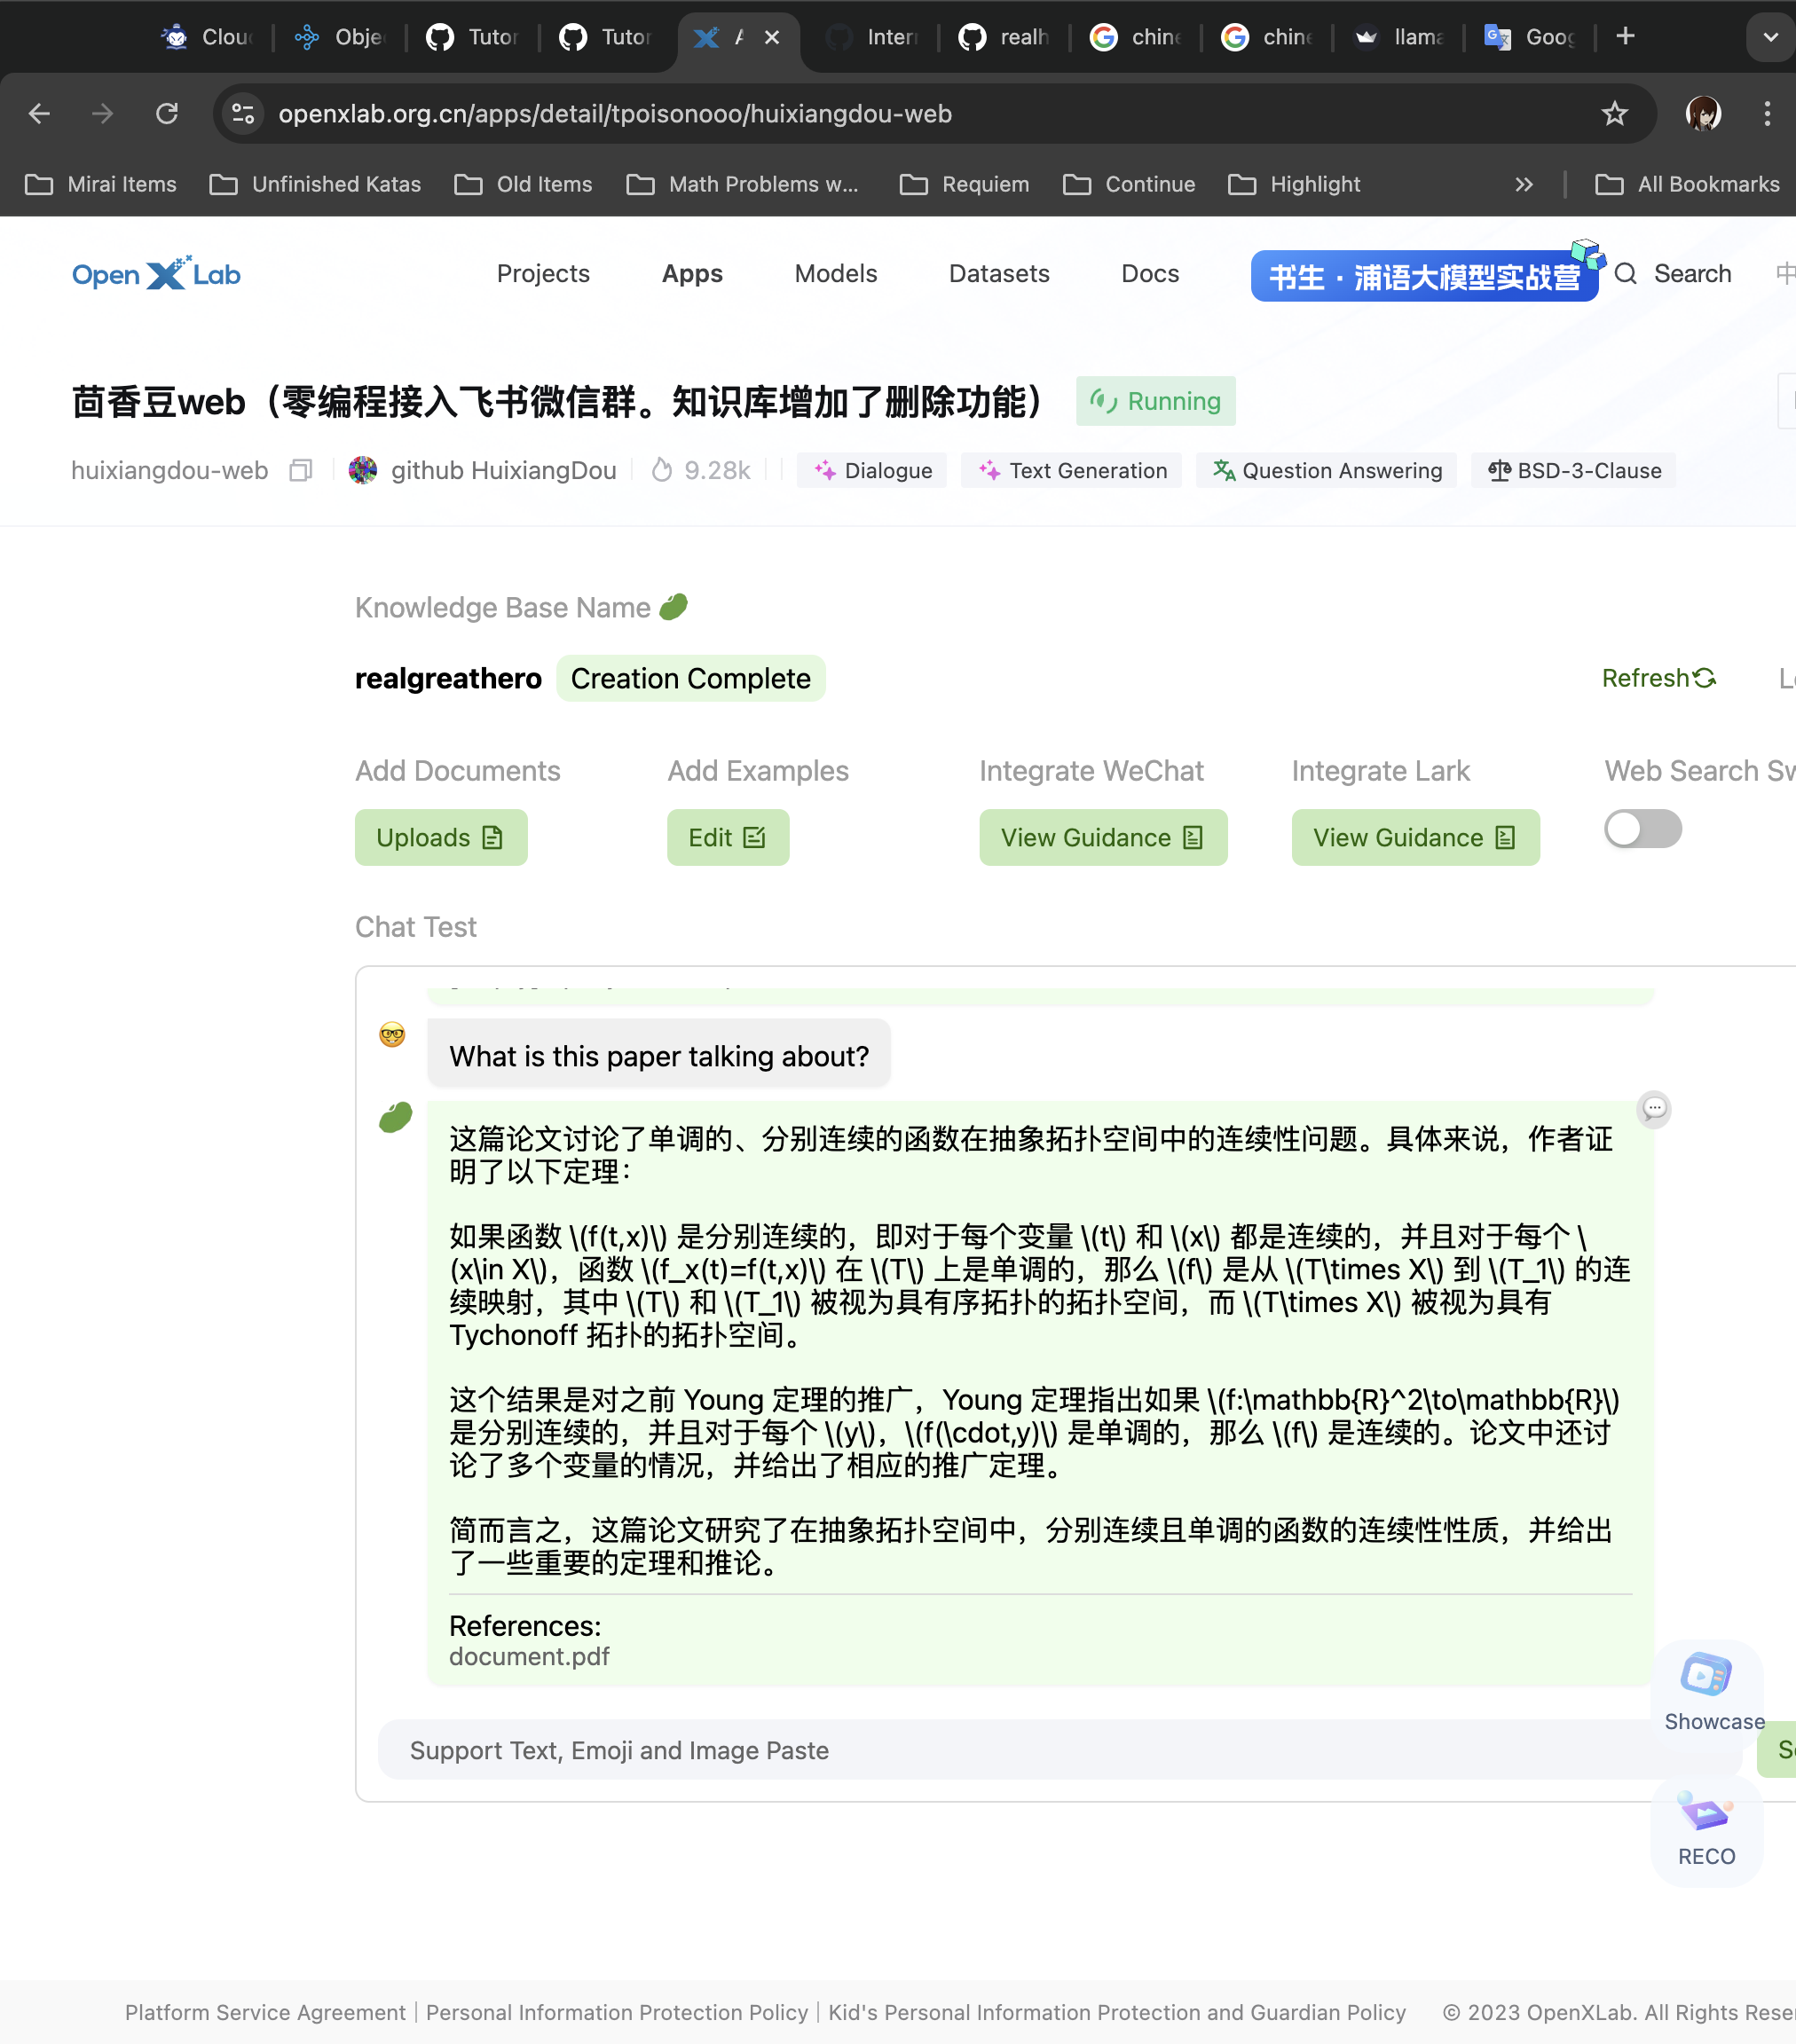 Clou
Obje
Tutor
Tutor
Interr
realh
chine
chine
llama
Goog
openxlab.org.cn/apps/detail/tpoisonooo/huixiangdou-web
Mirai Items
Unfinished Katas
Old Items
Math Problems w...
Requiem
Continue
Highlight
All Bookmarks
Open X Lab
Projects
Apps
Models
Datasets
Docs
书生·浦语大模型实战营
Search
中
茴香豆web（零编程接入飞书微信群。知识库增加了删除功能）
Running
huixiangdou-web
github HuixiangDou
9.28k
Dialogue
Text Generation
Question Answering
BSD-3-Clause
Knowledge Base Name
realgreathero
Creation Complete
Refresh
Add Documents
Add Examples
Integrate WeChat
Integrate Lark
Web Search Sw
Uploads
Edit
View Guidance
View Guidance
Chat Test
What is this paper talking about?
这篇论文讨论了单调的、分别连续的函数在抽象拓扑空间中的连续性问题。具体来说，作者证
明了以下定理：
如果函数 \(f(t,x)\) 是分别连续的，即对于每个变量 \(t\) 和 \(x\) 都是连续的，并且对于每个 \
(x\in X\)，函数 \(f_x(t)=f(t,x)\) 在 \(T\) 上是单调的，那么 \(f\) 是从 \(T\times X\) 到 \(T_1\) 的连
续映射，其中 \(T\) 和 \(T_1\) 被视为具有序拓扑的拓扑空间，而 \(T\times X\) 被视为具有
Tychonoff 拓扑的拓扑空间。
这个结果是对之前 Young 定理的推广，Young 定理指出如果 \(f:\mathbb{R}^2\to\mathbb{R}\)
是分别连续的，并且对于每个 \(y\)，\(f(\cdot,y)\) 是单调的，那么 \(f\) 是连续的。论文中还讨
论了多个变量的情况，并给出了相应的推广定理。
简而言之，这篇论文研究了在抽象拓扑空间中，分别连续且单调的函数的连续性性质，并给出
了一些重要的定理和推论。
References:
document.pdf
Showcase
Support Text, Emoji and Image Paste
RECO
Platform Service Agreement
Personal Information Protection Policy
Kid's Personal Information Protection and Guardian Policy
© 2023 OpenXLab. All Rights Rese